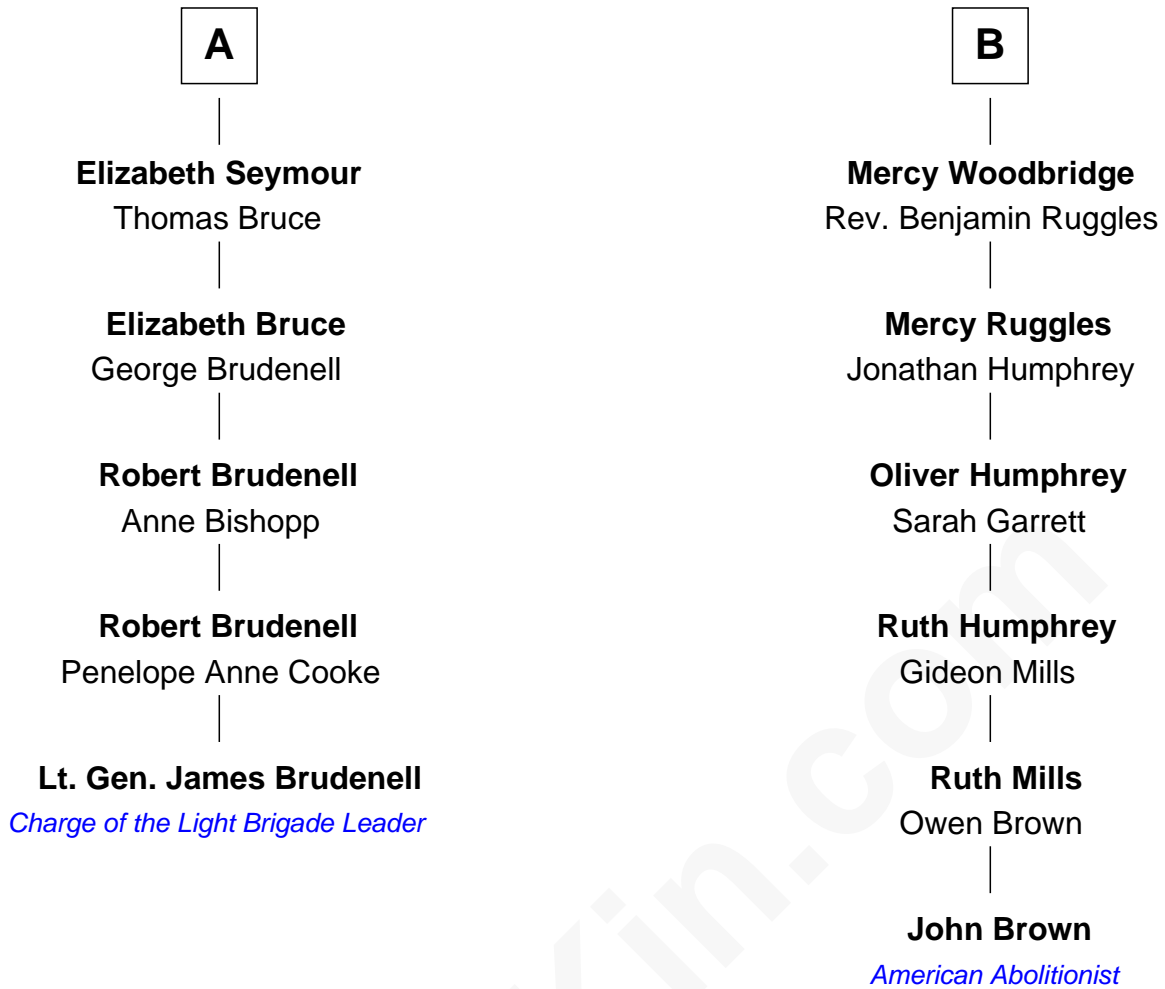 A
Elizabeth Seymour
Thomas Bruce
Elizabeth Bruce
George Brudenell
Robert Brudenell
Anne Bishopp
Robert Brudenell
Penelope Anne Cooke
Lt. Gen. James Brudenell
Charge of the Light Brigade Leader
B
Mercy Woodbridge
Rev. Benjamin Ruggles
Mercy Ruggles
Jonathan Humphrey
Oliver Humphrey
Sarah Garrett
Ruth Humphrey
Gideon Mills
Ruth Mills
Owen Brown
John Brown
American Abolitionist
Kin.com